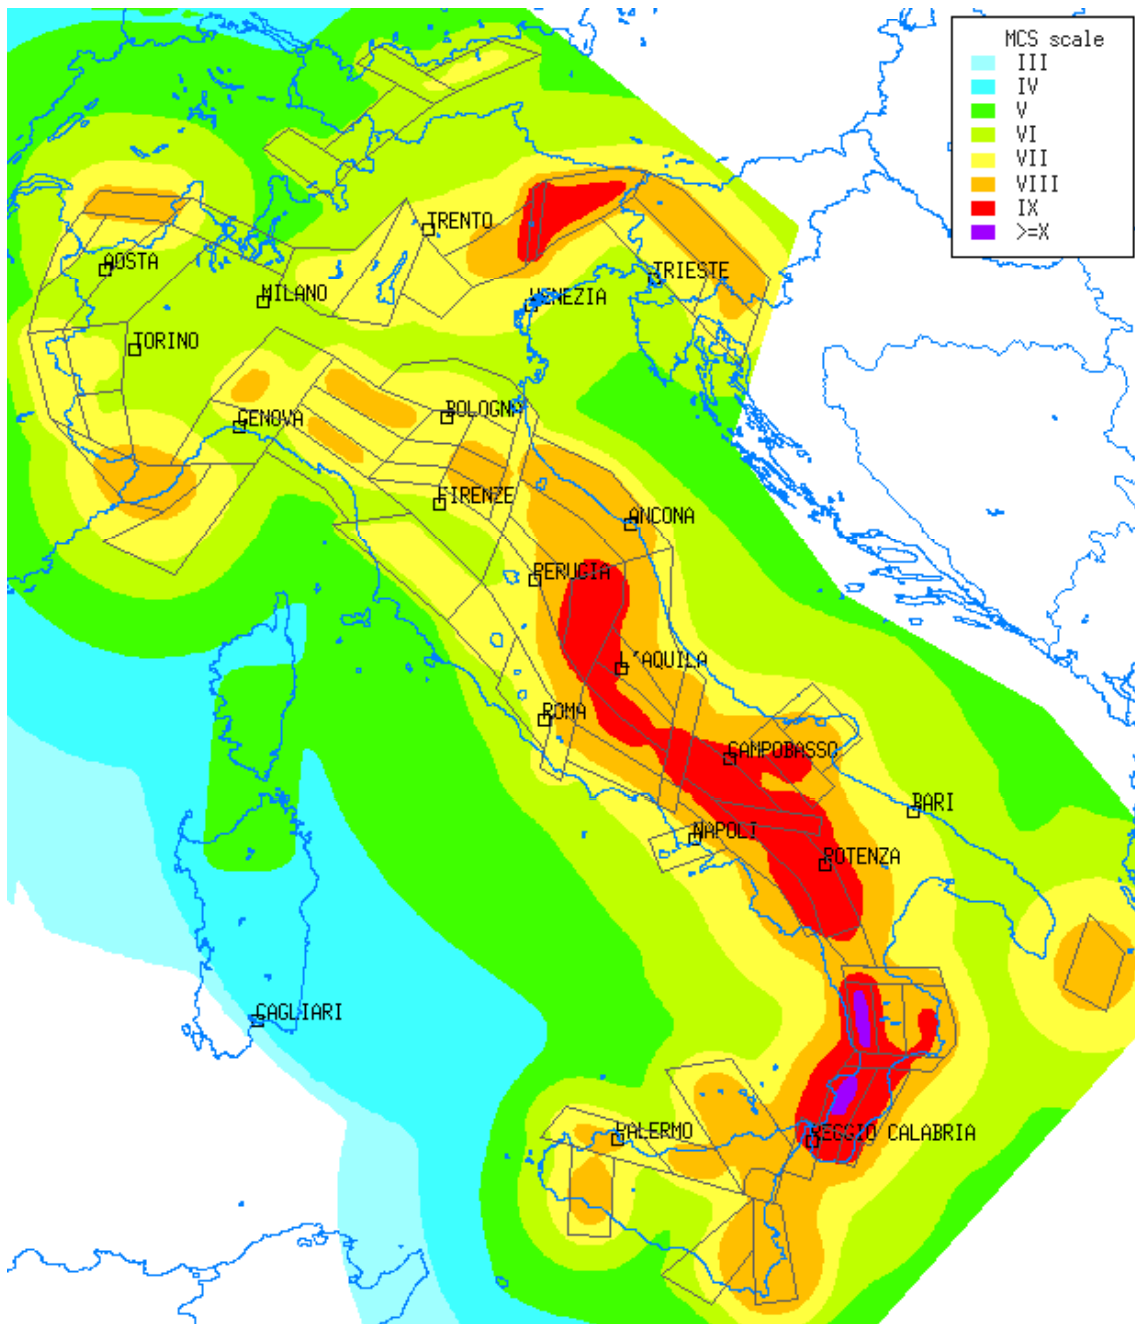 MCS scale
III
IV
V
VI
VII
VIII
IX
>=X
TRENTO
AOSTA
TRIESTE
MILANO
VENEZIA
TORINO
GENOVA
BOLOGNA
FIRENZE
ANCONA
PERUGIA
L'AQUILA
ROMA
CAMPOBASSO
BARI
NAPOLI
POTENZA
CAGLIARI
PALERMO
REGGIO CALABRIA